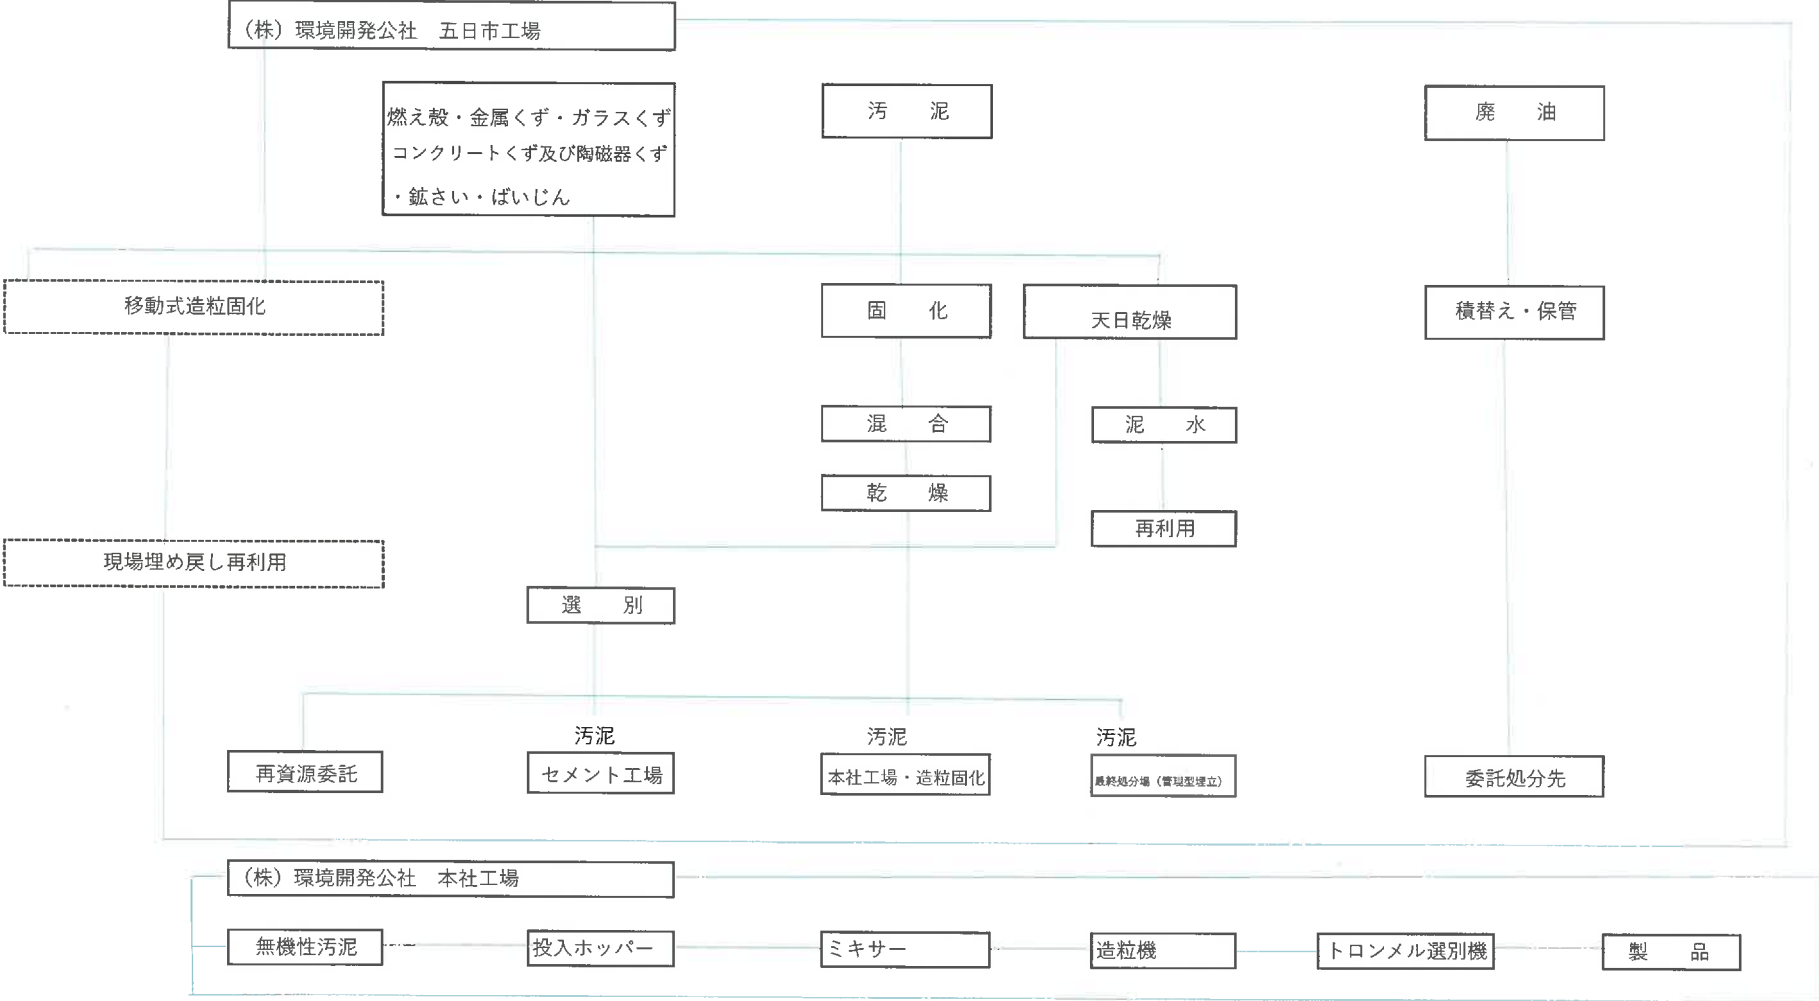 (株)環境開発公社　五日市工場
燃え殻・金属くず・ガラスくず
コンクリートくず及び陶磁器くず
・鉱さい・ばいじん
汚　泥
廃　油
移動式造粒固化
固　化
天日乾燥
積替え・保管
混　合
泥　水
乾　燥
再利用
現場埋め戻し再利用
選　別
汚泥
汚泥
汚泥
再資源委託
セメント工場
本社工場・造粒固化
最終処分場（管理型埋立）
委託処分先
(株)環境開発公社　本社工場
無機性汚泥
投入ホッパー
ミキサー
造粒機
トロンメル選別機
製　品